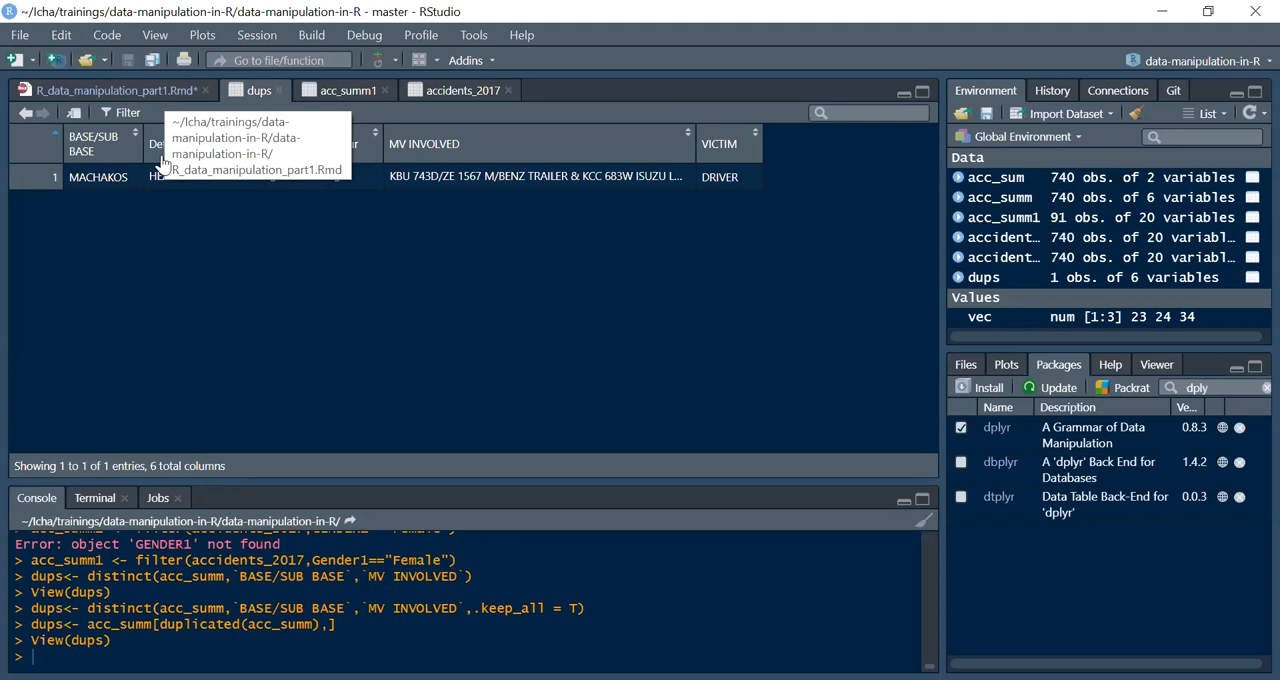 ~/Icha/trainings/data-manipulation-in-R/data-manipulation-in-R - master - RStudio
File Edit Code View Plots Session Build Debug Profile Tools Help
Go to file/function Addins data-manipulation-in-R
R_data_manipulation_part1.Rmd* dups acc_summ1 accidents_2017
Filter
~/Icha/trainings/data-
manipulation-in-R/data-
manipulation-in-R/
R_data_manipulation_part1.Rmd
BASE/SUB
BASE
MV INVOLVED VICTIM
1 MACHAKOS KBU 743D/ZE 1567 M/BENZ TRAILER & KCC 683W ISUZU L... DRIVER
Showing 1 to 1 of 1 entries, 6 total columns
Console Terminal Jobs
~/Icha/trainings/data-manipulation-in-R/data-manipulation-in-R/
Error: object 'GENDER1' not found
> acc_summ1 <- filter(accidents_2017,Gender1=="Female")
> dups<- distinct(acc_summ,`BASE/SUB BASE`,`MV INVOLVED`)
> View(dups)
> dups<- distinct(acc_summ,`BASE/SUB BASE`,`MV INVOLVED`,.keep_all = T)
> dups<- acc_summ[duplicated(acc_summ),]
> View(dups)
>
Environment History Connections Git
Import Dataset List
Global Environment
Data
acc_sum 740 obs. of 2 variables
acc_summ 740 obs. of 6 variables
acc_summ1 91 obs. of 20 variables
accident... 740 obs. of 20 variabl...
accident... 740 obs. of 20 variabl...
dups 1 obs. of 6 variables
Values
vec num [1:3] 23 24 34
Files Plots Packages Help Viewer
Install Update Packrat dply
Name Description Ve...
dplyr A Grammar of Data 0.8.3
Manipulation
dbplyr A 'dplyr' Back End for 1.4.2
Databases
dtplyr Data Table Back-End for 0.0.3
'dplyr'